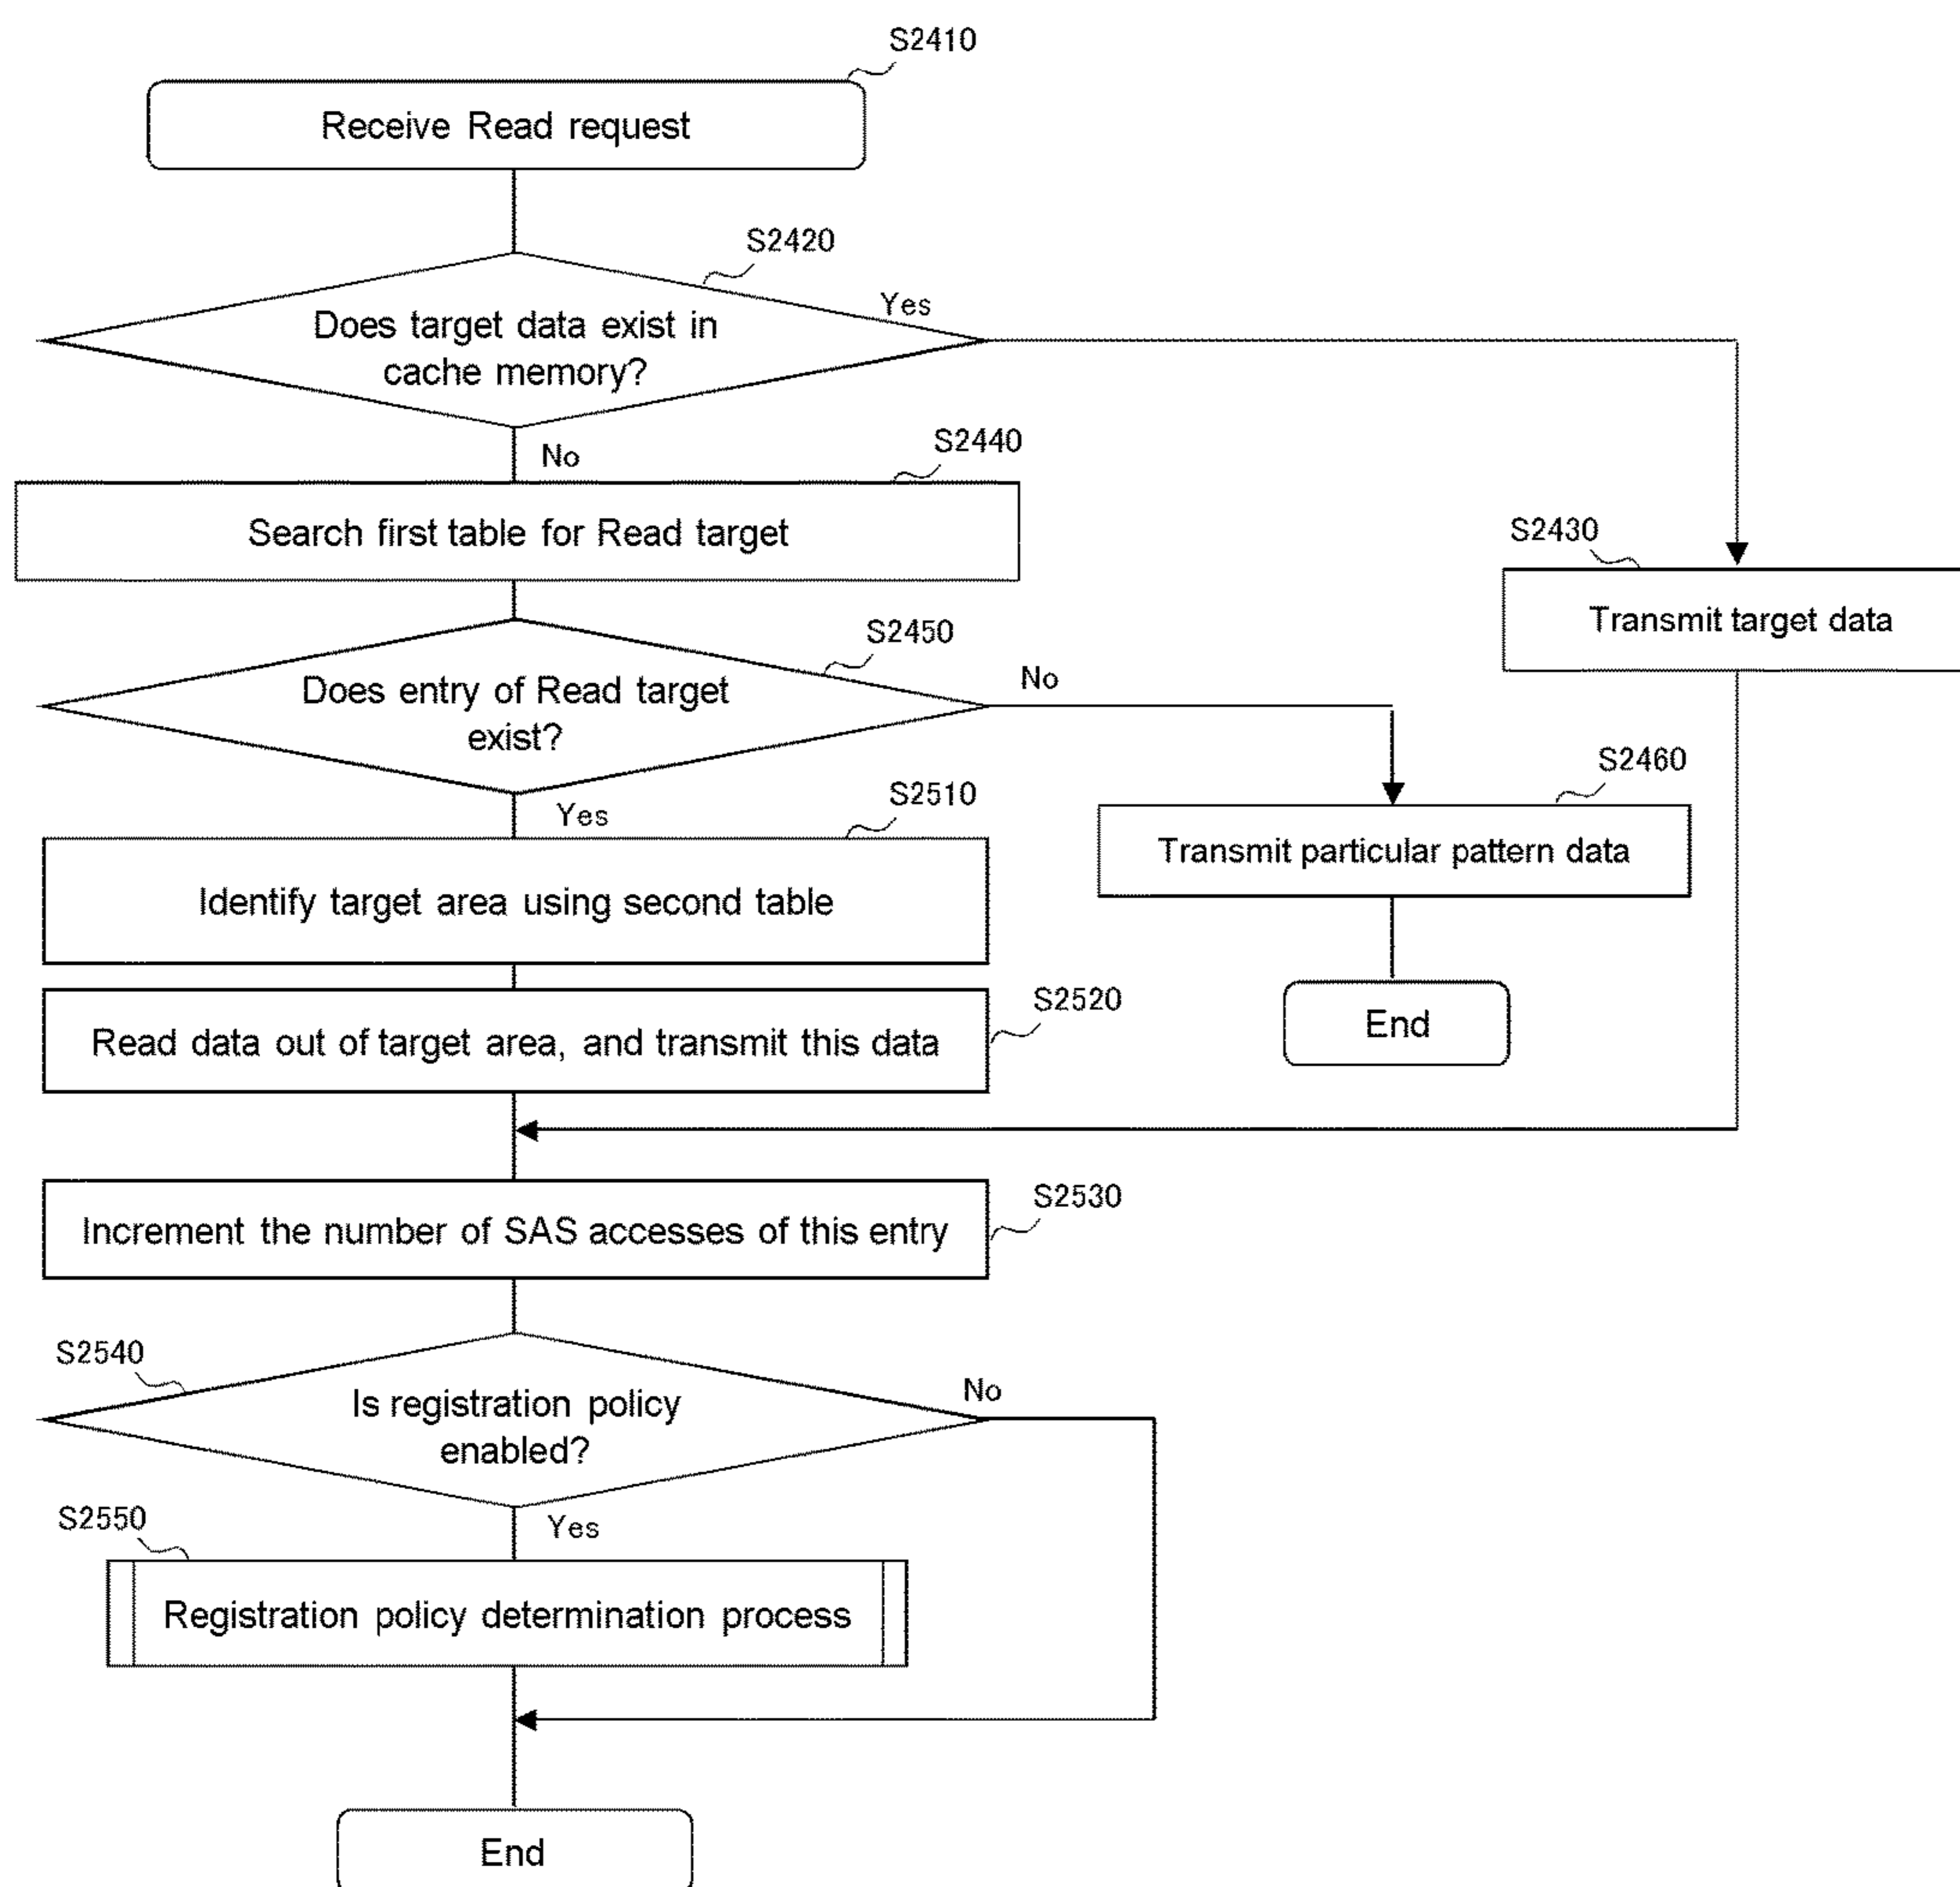 S2410
Receive Read request
S2420
Yes
Does target data exist in
cache memory?
No
S2440
Search first table for Read target
S2430
Transmit target data
S2450
No
Does entry of Read target
exist?
S2460
Yes
S2510
Transmit particular pattern data
Identify target area using second table
S2520
End
Read data out of target area, and transmit this data
S2530
Increment the number of SAS accesses of this entry
S2540
No
Is registration policy
enabled?
S2550
Yes
Registration policy determination process
End